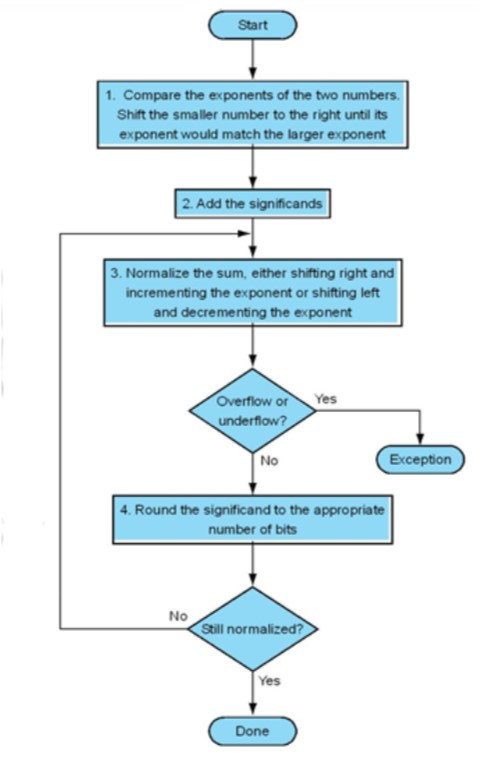 Start
1. Compare the exponents of the two numbers.
Shift the smaller number to the right until its
exponent would match the larger exponent
2. Add the significands
3. Normalize the sum, either shifting right and
incrementing the exponent or shifting left
and decrementing the exponent
Overflow or
underflow?
Yes
Exception
No
4. Round the significand to the appropriate
number of bits
No
Still normalized?
Yes
Done